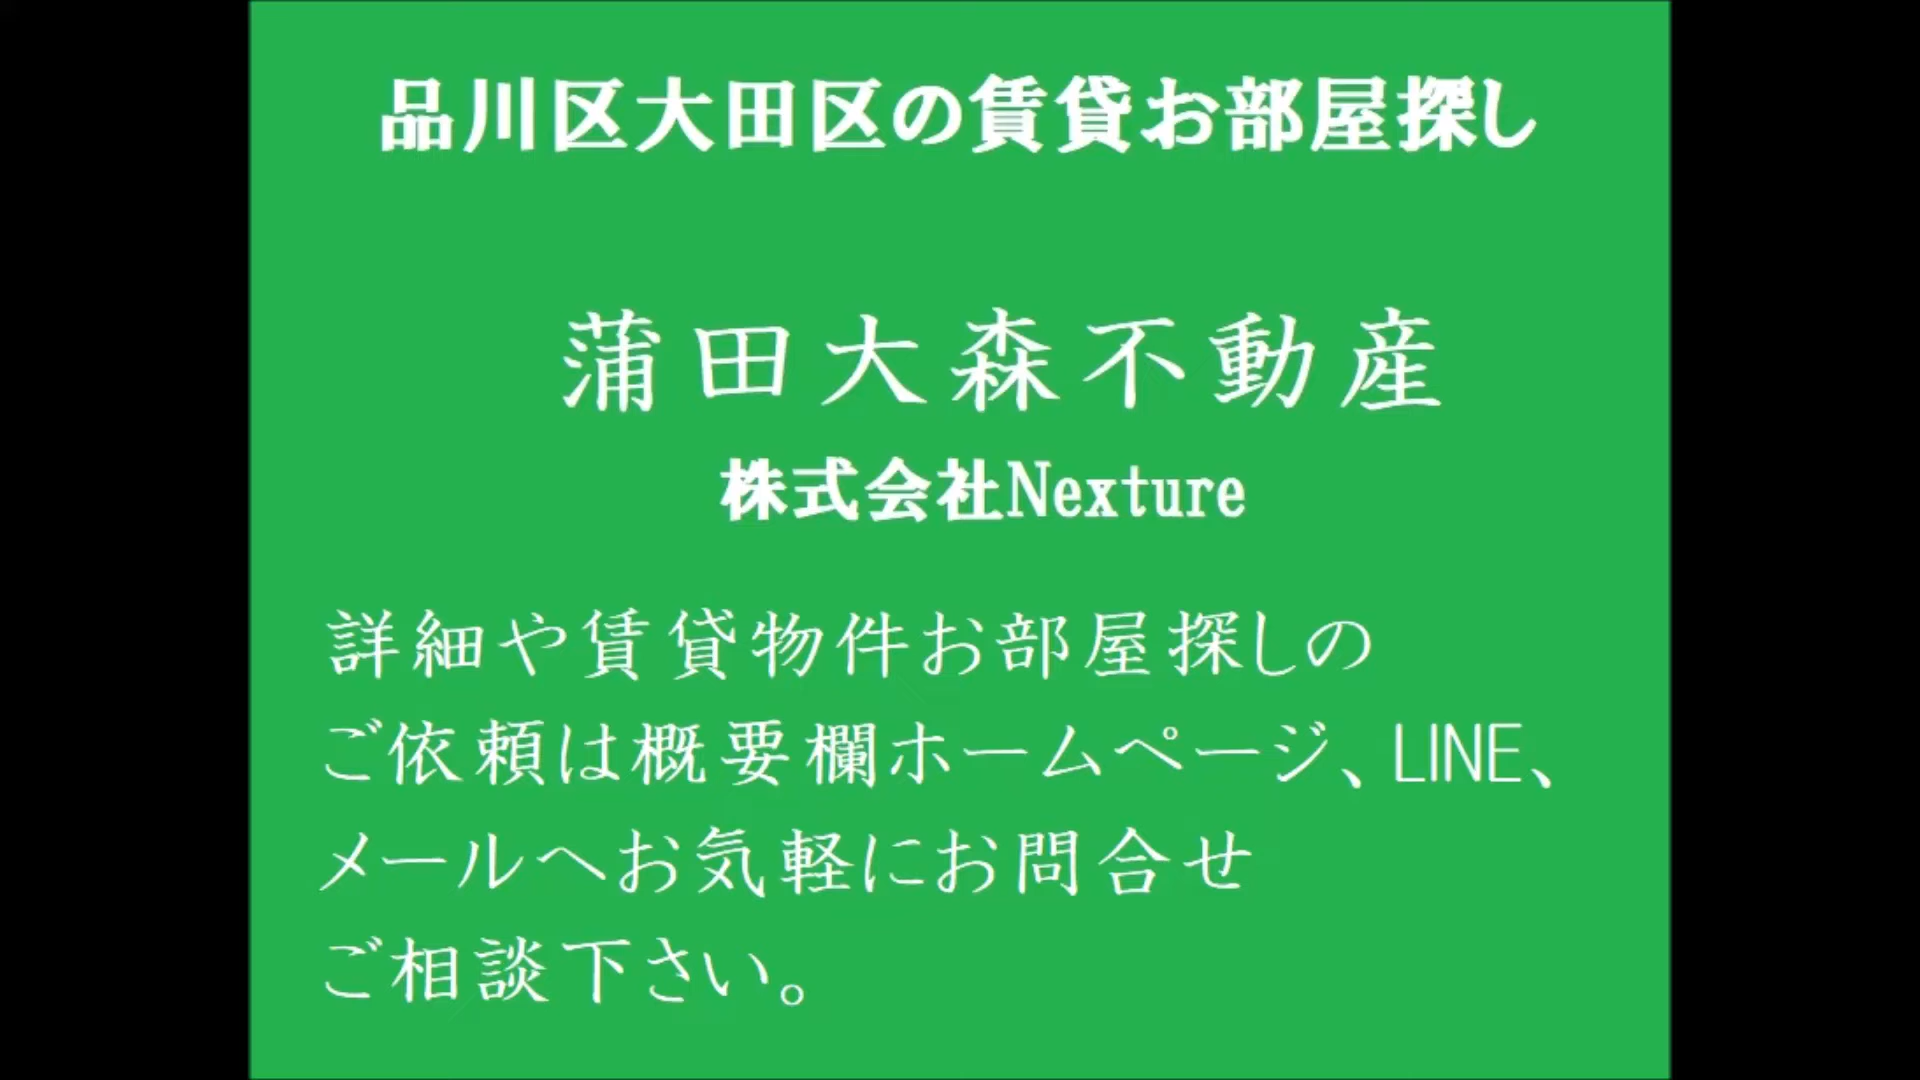 品川区大田区の賃貸お部屋探し
蒲田大森不動産
株式会社Nexture
詳細や賃貸物件お部屋探しの
ご依頼は概要欄ホームページ、LINE、
メールへお気軽にお問合せ
ご相談下さい。